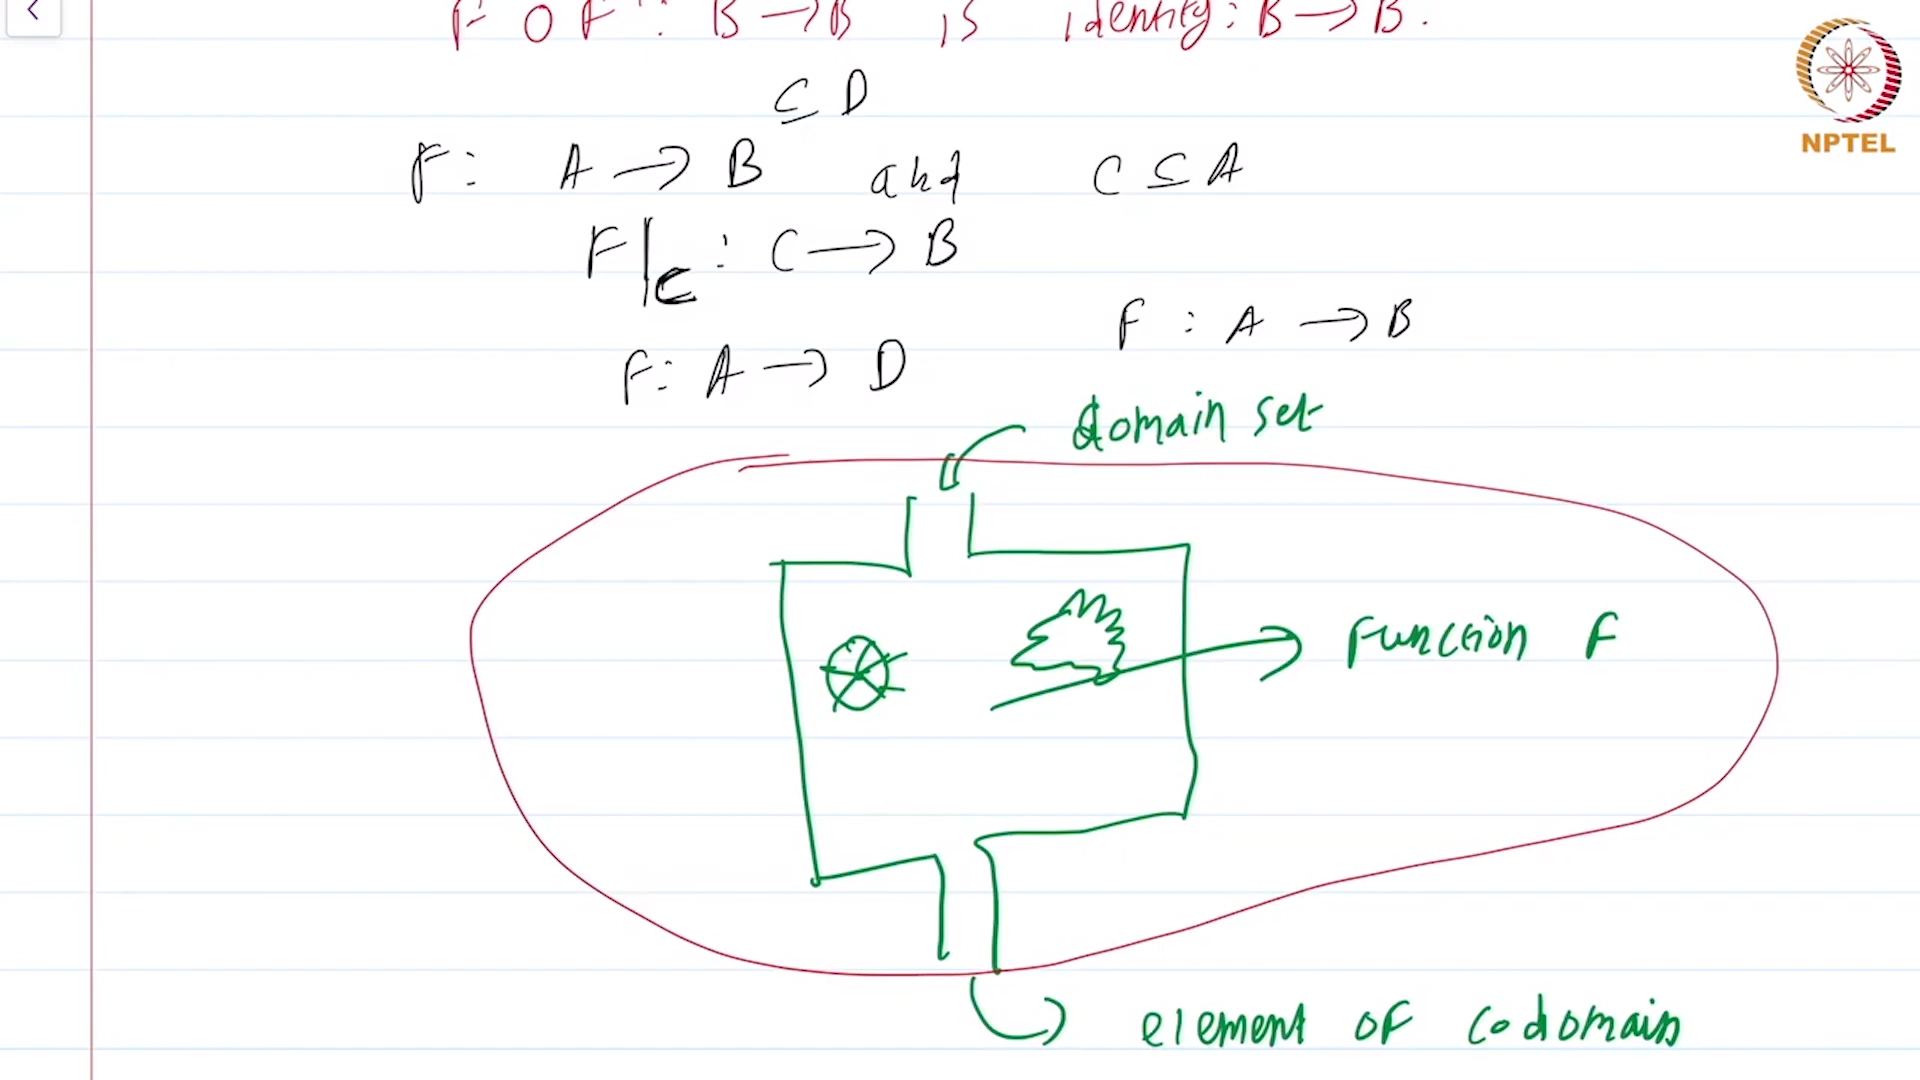 F O F⁻¹: B → B is identity: B → B.
⊆ D
F: A → B and C ⊆ A
F|c : C → B
F : A → B
F: A → D
domain set
Function F
element of codomain
NPTEL